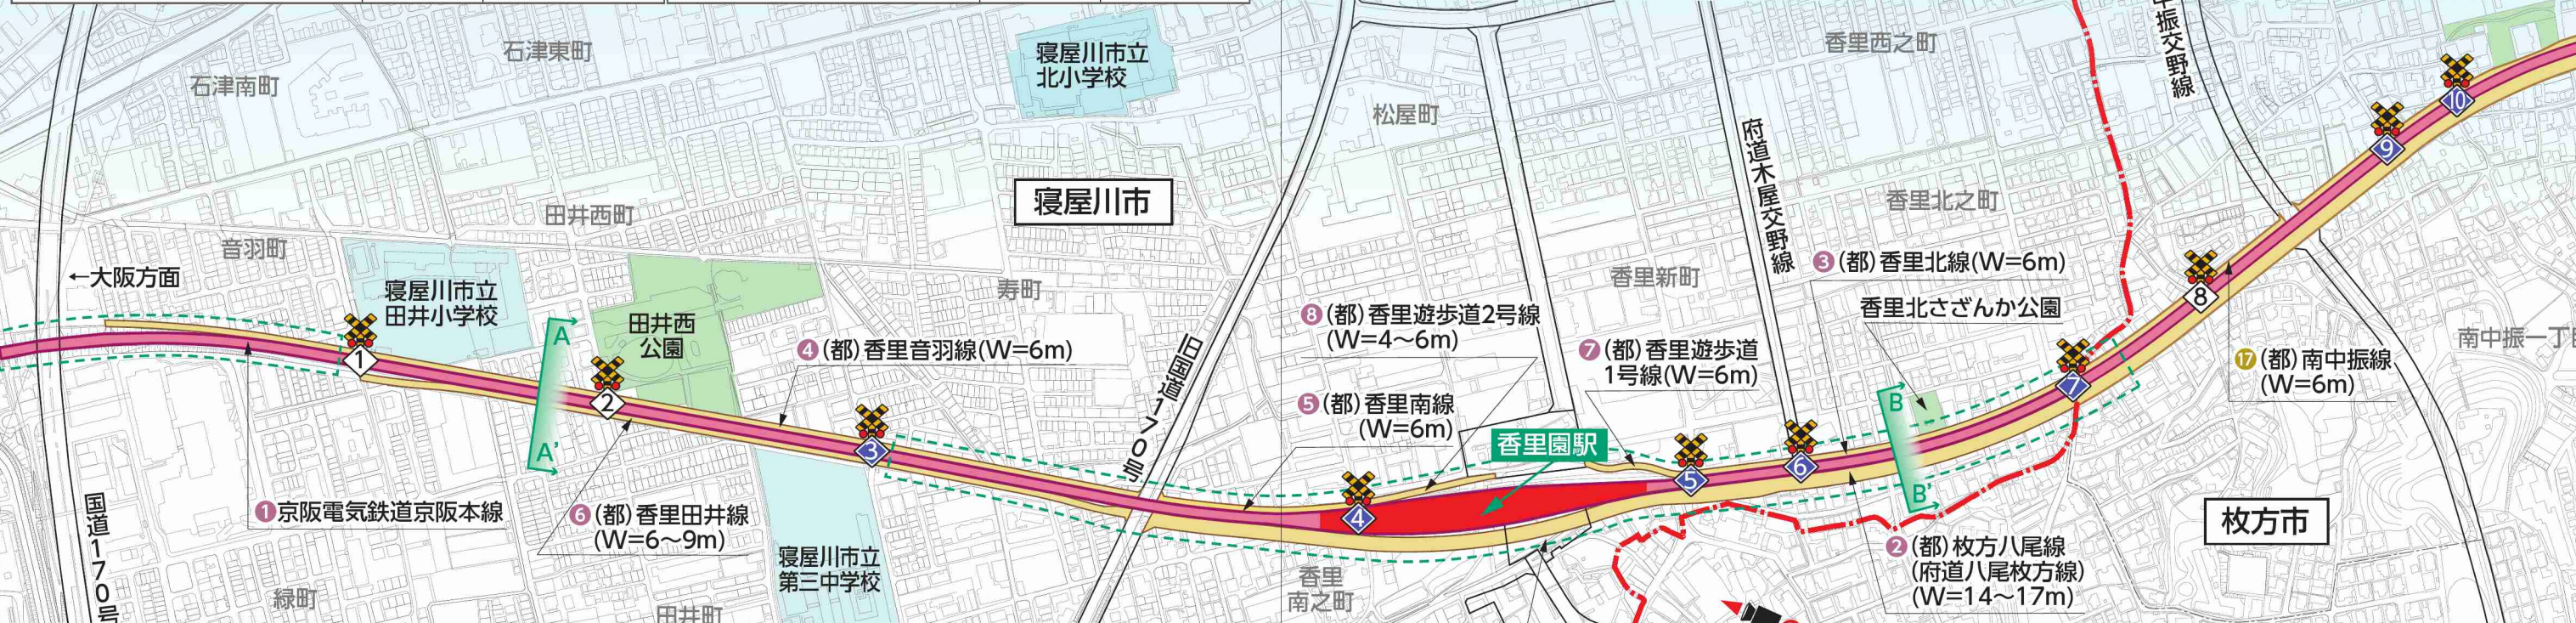 石津東町
石津南町
寝屋川市立
北小学校
松屋町
香里西之町
振交野線
10
9
府道木屋交野線
寝屋川市
田井西町
音羽町
香里北之町
←大阪方面
寝屋川市立
田井小学校
寿町
香里新町
3 (都)香里北線(W=6m)
香里北さざんか公園
8
田井西
公園
A
A'
1
2
3
4 (都)香里音羽線(W=6m)
旧国道170号
8 (都)香里遊歩道2号線
(W=4～6m)
7 (都)香里遊歩道
1号線(W=6m)
5 (都)香里南線
(W=6m)
香里園駅
4
5
6
7
B
B'
南中振一丁
17 (都)南中振線
(W=6m)
国道170号
1 京阪電気鉄道京阪本線
6 (都)香里田井線
(W=6～9m)
寝屋川市立
第三中学校
緑町
田井町
香里
南之町
2 (都)枚方八尾線
(府道八尾枚方線)
(W=14～17m)
枚方市